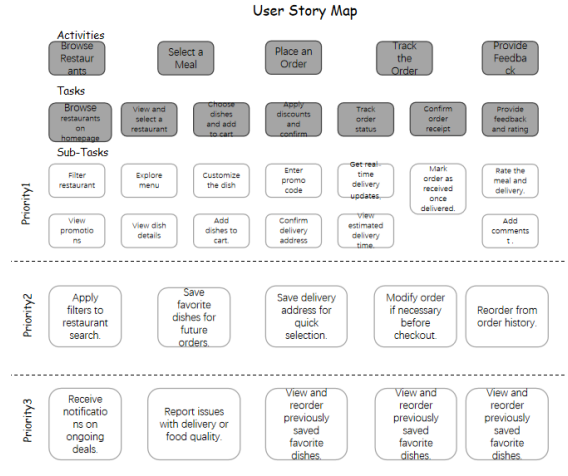 User Story Map
Activities
Browse
Restaur
ants
Select a
Meal
Place an
Order
Track
the
Order
Provide
Feedba
ck
Tasks
Browse
restaurants
on
homepage
View and
select a
restaurant
Choose
dishes and
add to cart
Apply
discounts
and
confirm
Track
order
status
Confirm
order
receipt
Provide
feedback
and rating
Sub-Tasks
Priority1
Filter
restaurant
Explore
menu
Customize
the dish
Enter
promo
code
Get real-
time
delivery
updates.
Mark
order as
received
once
delivered.
Rate the
meal and
delivery.
View
promotio
ns
View dish
details
Add
dishes to
cart.
Confirm
delivery
address
View
estimated
delivery
time.
Add
comments
.
Priority2
Apply
filters to
restaurant
search.
Save
favorite
dishes for
future
orders.
Save delivery
address for
quick
selection.
Modify order
if necessary
before
checkout.
Reorder from
order history.
Priority3
Receive
notificatio
ns on
ongoing
deals.
Report issues
with delivery or
food quality.
View and
reorder
previously
saved
favorite
dishes.
View and
reorder
previously
saved
favorite
dishes.
View and
reorder
previously
saved
favorite
dishes.